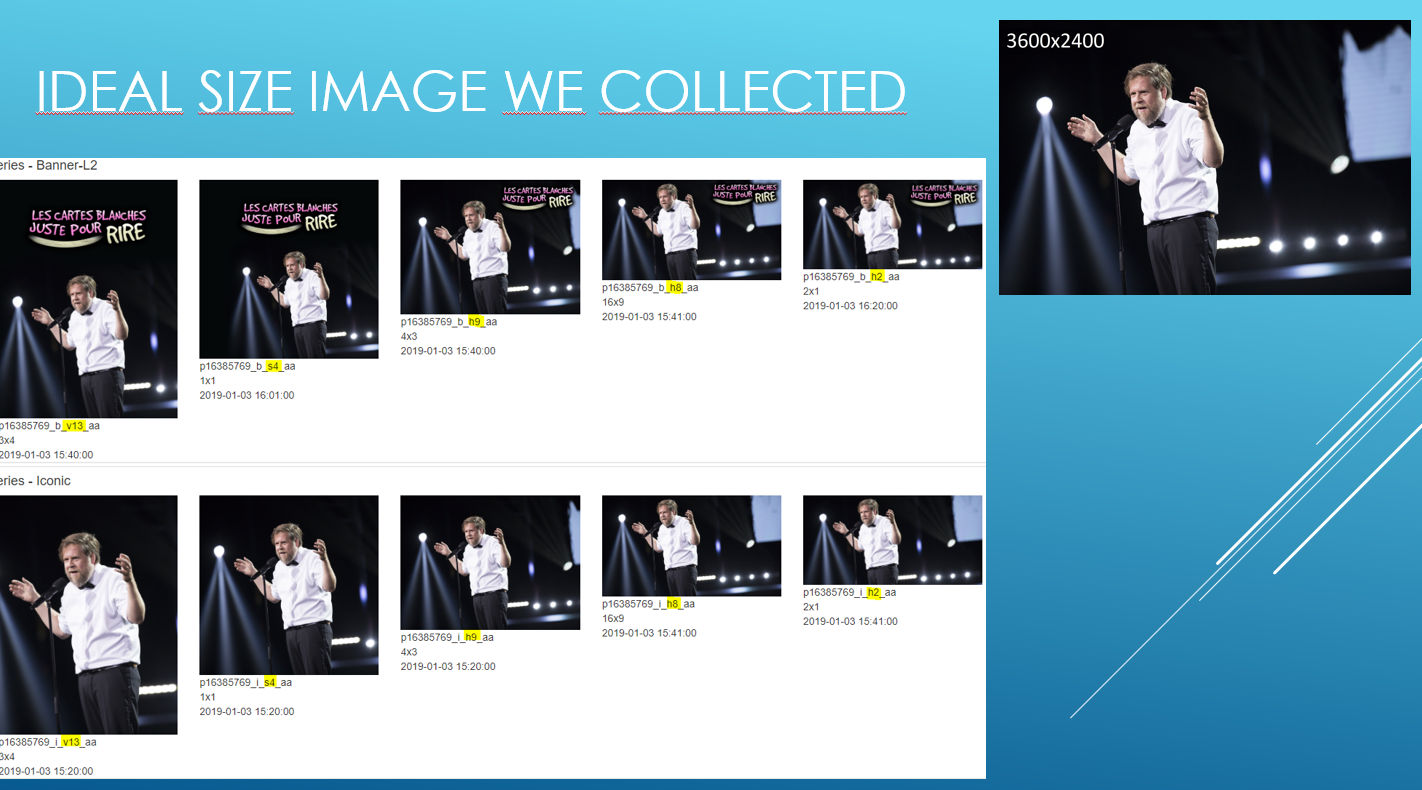 IDEAL SIZE IMAGE WE COLLECTED
3600x2400
eries - Banner-L2
LES CARTES BLANCHES
JUSTE POUR RIRE
p16385769_b_v13_aa
3x4
2019-01-03 15:40:00
LES CARTES BLANCHES
JUSTE POUR RIRE
p16385769_b_s4_aa
1x1
2019-01-03 16:01:00
LES CARTES BLANCHES
JUSTE POUR RIRE
p16385769_b_h9_aa
4x3
2019-01-03 15:40:00
LES CARTES BLANCHES
JUSTE POUR RIRE
p16385769_b_h8_aa
16x9
2019-01-03 15:41:00
LES CARTES BLANCHES
JUSTE POUR RIRE
p16385769_b_h2_aa
2x1
2019-01-03 16:20:00
eries - Iconic
p16385769_i_v13_aa
3x4
2019-01-03 15:20:00
p16385769_i_s4_aa
1x1
2019-01-03 15:20:00
p16385769_i_h9_aa
4x3
2019-01-03 15:20:00
p16385769_i_h8_aa
16x9
2019-01-03 15:41:00
p16385769_i_h2_aa
2x1
2019-01-03 15:41:00